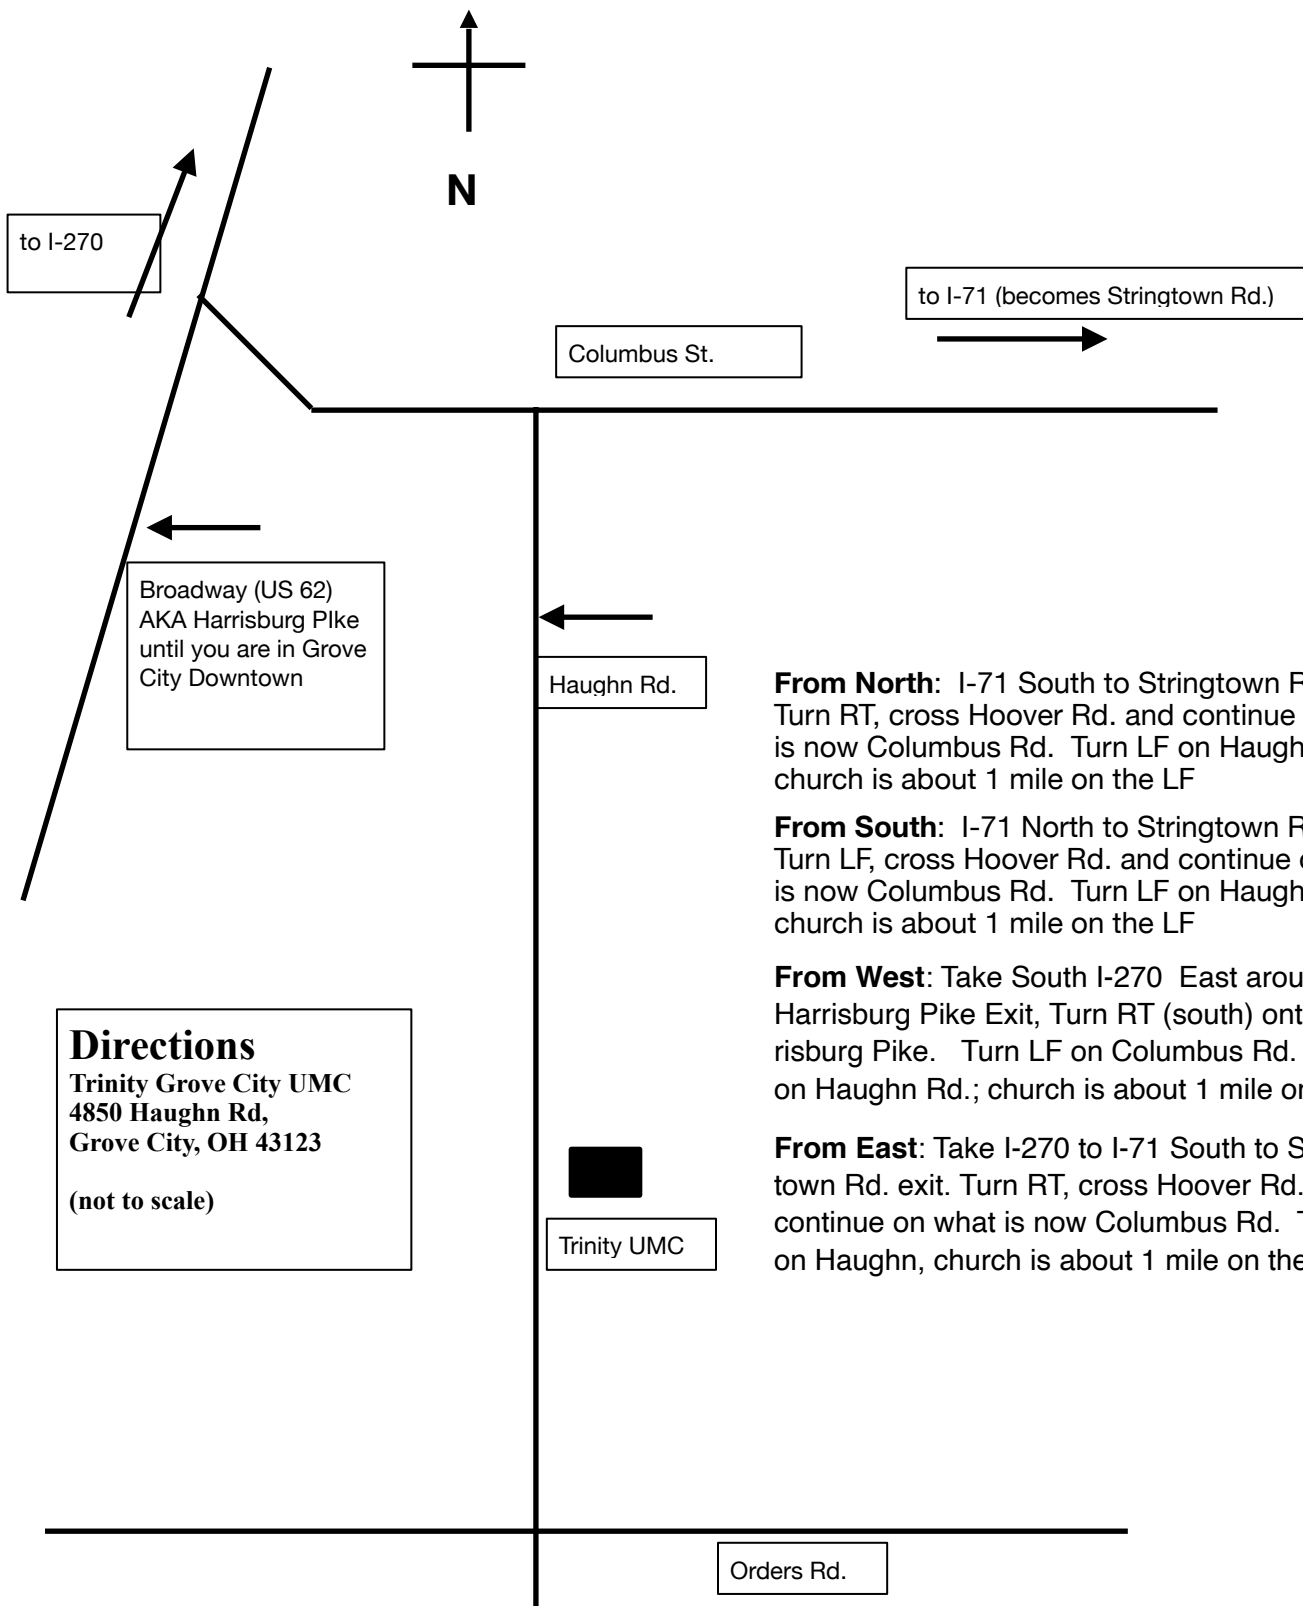 N
to I-270
to I-71 (becomes Stringtown Rd.)
Columbus St.
Broadway (US 62)
AKA Harrisburg PIke
until you are in Grove
City Downtown
Haughn Rd.
From North: I-71 South to Stringtown
Turn RT, cross Hoover Rd. and continue
is now Columbus Rd. Turn LF on Haugh
church is about 1 mile on the LF
From South: I-71 North to Stringtown
Turn LF, cross Hoover Rd. and continue
is now Columbus Rd. Turn LF on Haugh
church is about 1 mile on the LF
From West: Take South I-270 East arou
Harrisburg Pike Exit, Turn RT (south) ont
risburg Pike. Turn LF on Columbus Rd.
on Haughn Rd.; church is about 1 mile
Directions
Trinity Grove City UMC
4850 Haughn Rd,
Grove City, OH 43123
(not to scale)
From East: Take I-270 to I-71 South to S
town Rd. exit. Turn RT, cross Hoover Rd.
continue on what is now Columbus Rd.
on Haughn, church is about 1 mile on the
Trinity UMC
Orders Rd.